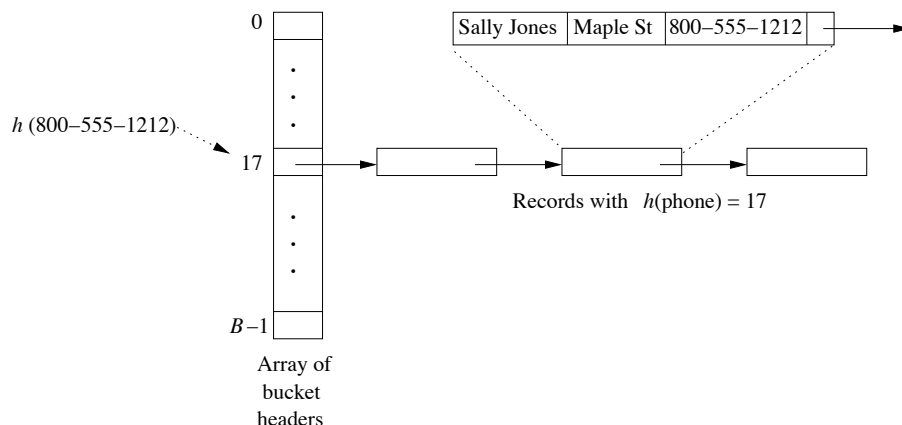 0
Sally Jones Maple St 800–555–1212
h (800–555–1212)
17
Records with h(phone) = 17
B–1
Array of
bucket
headers